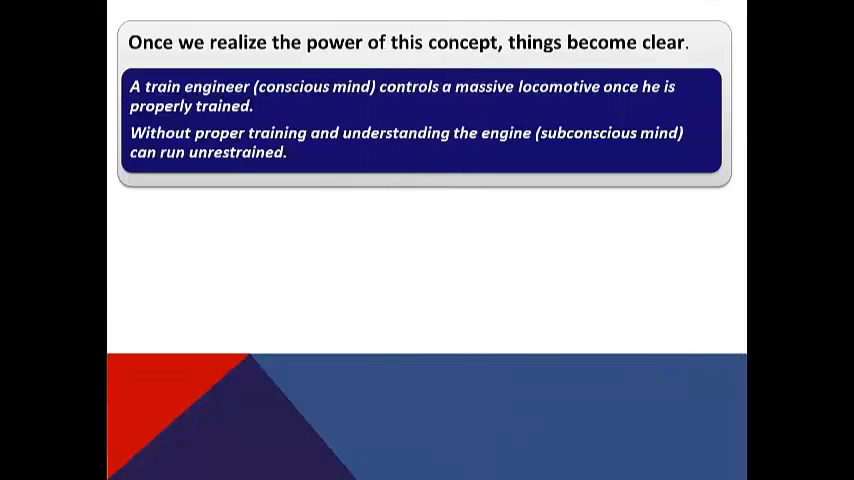 Once we realize the power of this concept, things become clear.
A train engineer (conscious mind) controls a massive locomotive once he is
properly trained.
Without proper training and understanding the engine (subconscious mind)
can run unrestrained.